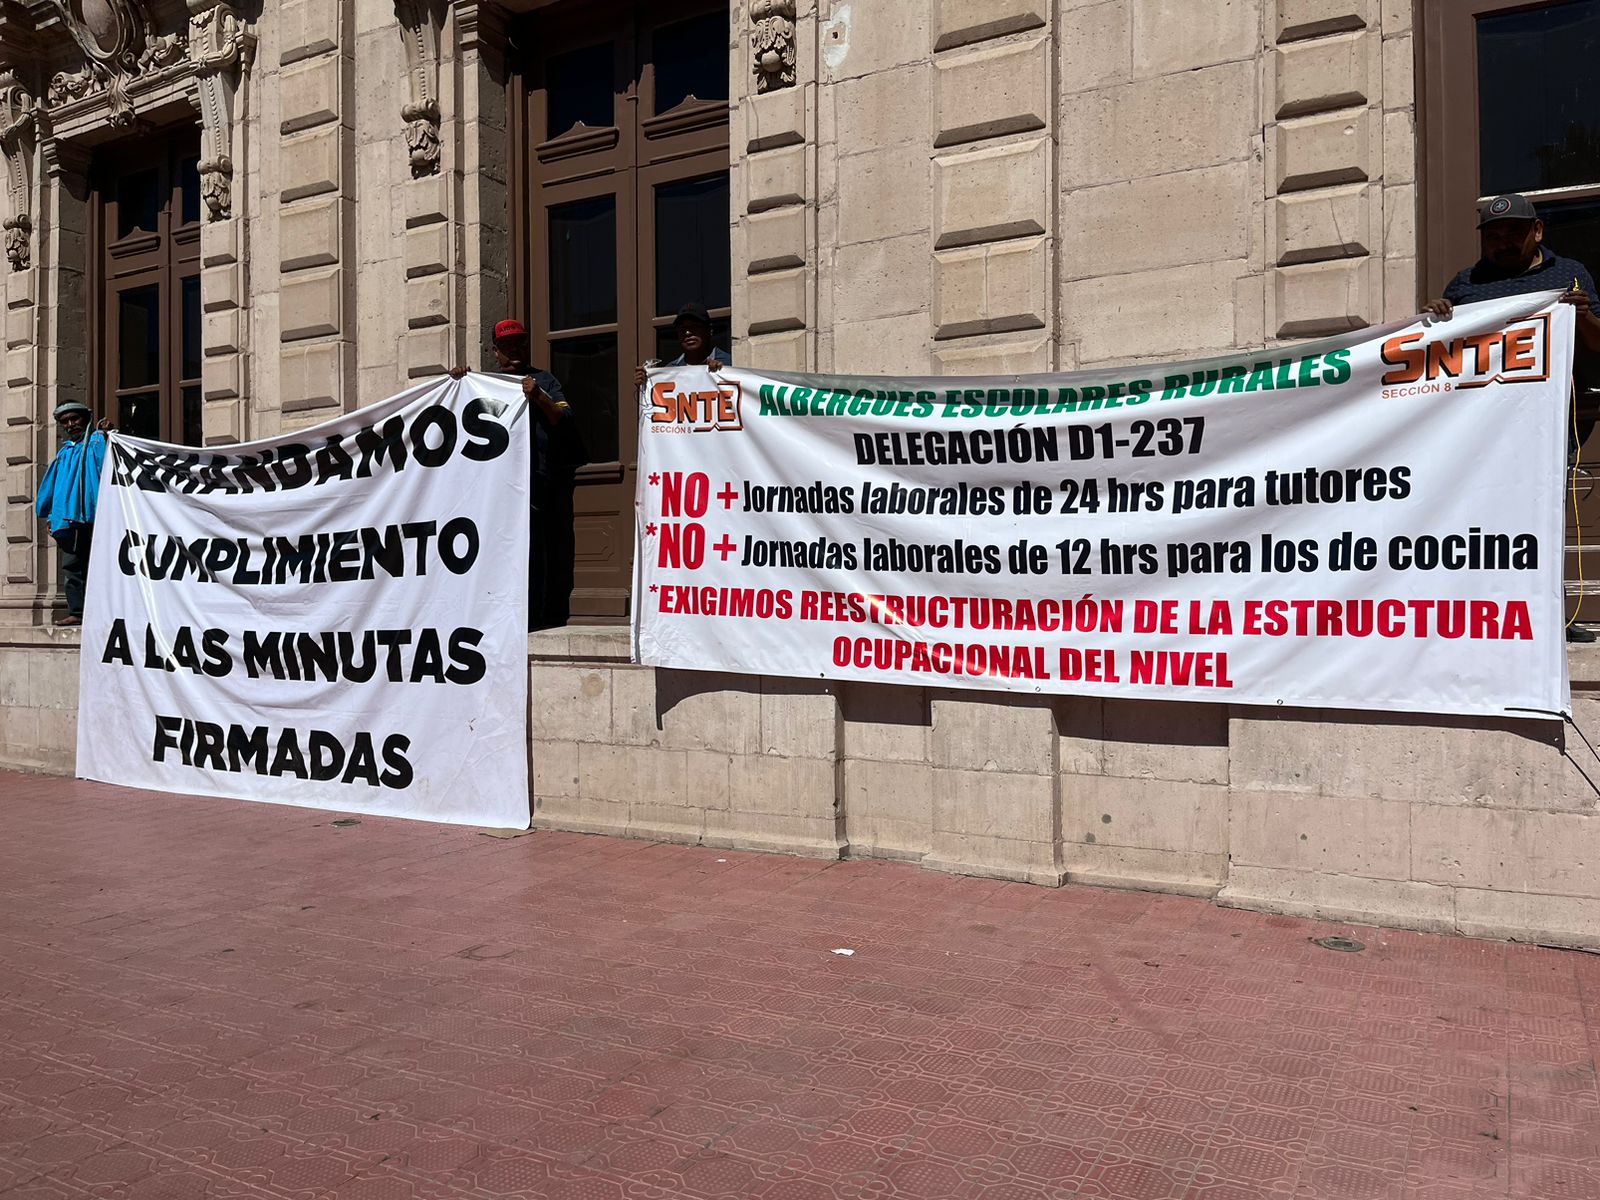 DEMANDAMOS
CUMPLIMIENTO
A LAS MINUTAS
FIRMADAS
SNTE
SECCIÓN 8
ALBERGUES ESCOLARES RURALES
SNTE
SECCIÓN 8
DELEGACIÓN D1-237
*NO + Jornadas laborales de 24 hrs para tutores
*NO + Jornadas laborales de 12 hrs para los de cocina
*EXIGIMOS REESTRUCTURACIÓN DE LA ESTRUCTURA
OCUPACIONAL DEL NIVEL